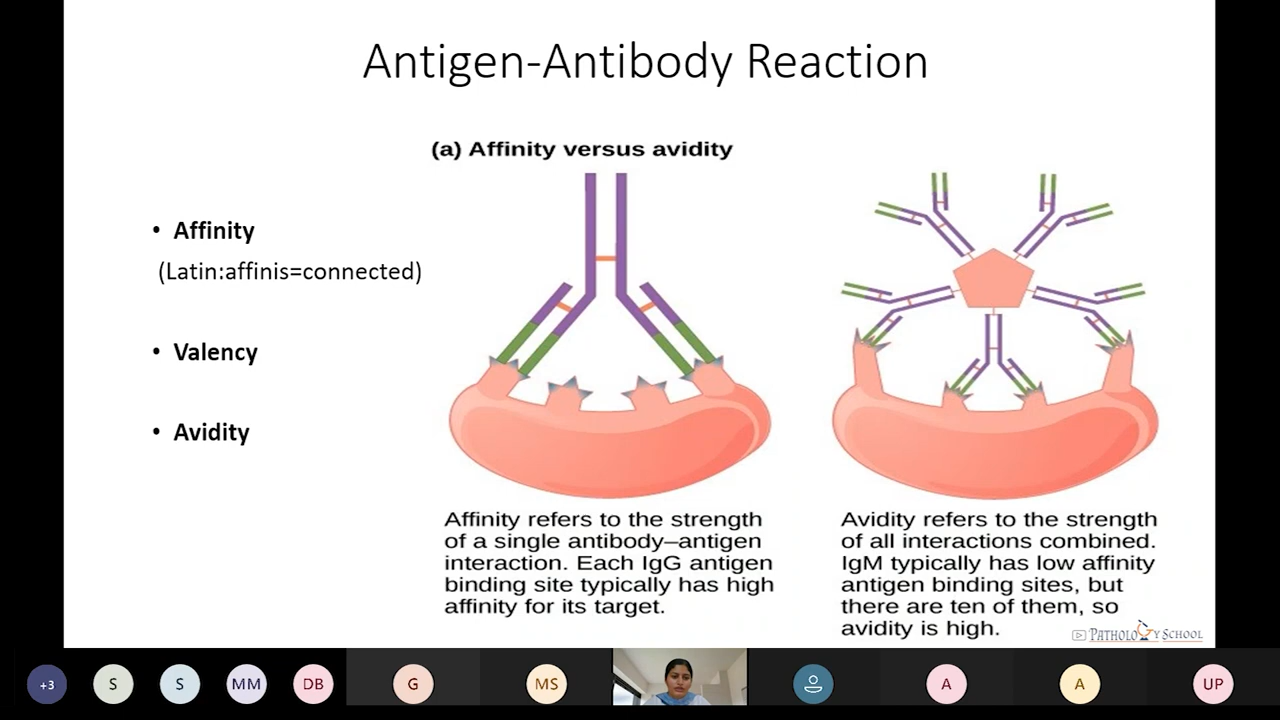 Antigen-Antibody Reaction
(a) Affinity versus avidity
• Affinity
(Latin:affinis=connected)
• Valency
• Avidity
Affinity refers to the strength
of a single antibody–antigen
interaction. Each IgG antigen
binding site typically has high
affinity for its target.
Avidity refers to the strength
of all interactions combined.
IgM typically has low affinity
antigen binding sites, but
there are ten of them, so
avidity is high.
PATHOLOGY SCHOOL
+3
S
S
MM
DB
G
MS
A
A
UP